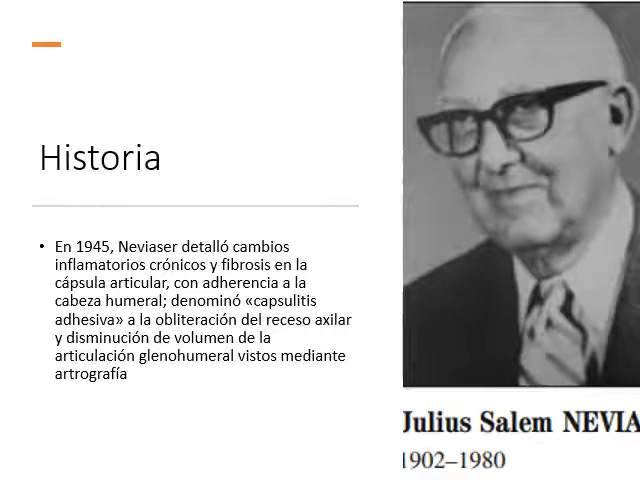 Historia
• En 1945, Neviaser detalló cambios
inflamatorios crónicos y fibrosis en la
cápsula articular, con adherencia a la
cabeza humeral; denominó «capsulitis
adhesiva» a la obliteración del receso axilar
y disminución de volumen de la
articulación glenohumeral vistos mediante
artrografía
Julius Salem NEVIA
1902–1980